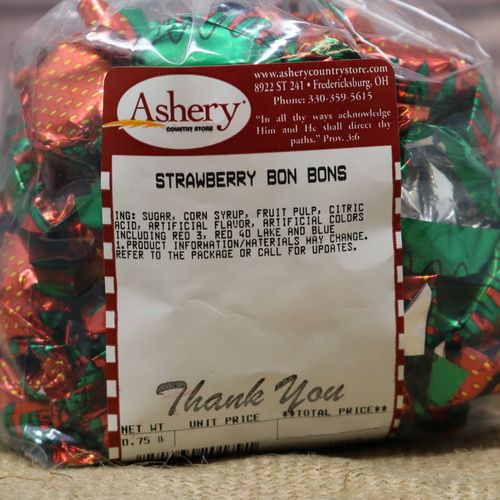 Ashery®
COUNTRY STORE
www.asherycountrystore.com
8922 ST 241 • Fredericksburg, OH
Phone: 330-359-5615
"In all thy ways acknowledge
Him and He shall direct thy
paths." Prov. 3:6
STRAWBERRY BON BONS
ING: SUGAR, CORN SYRUP, FRUIT PULP, CITRIC
ACID, ARTIFICIAL FLAVOR, ARTIFICIAL COLORS
INCLUDING RED 3, RED 40 LAKE AND BLUE
1.PRODUCT INFORMATION/MATERIALS MAY CHANGE.
REFER TO THE PACKAGE OR CALL FOR UPDATES.
Thank You
NET WT UNIT PRICE **TOTAL PRICE**
0.75 lb